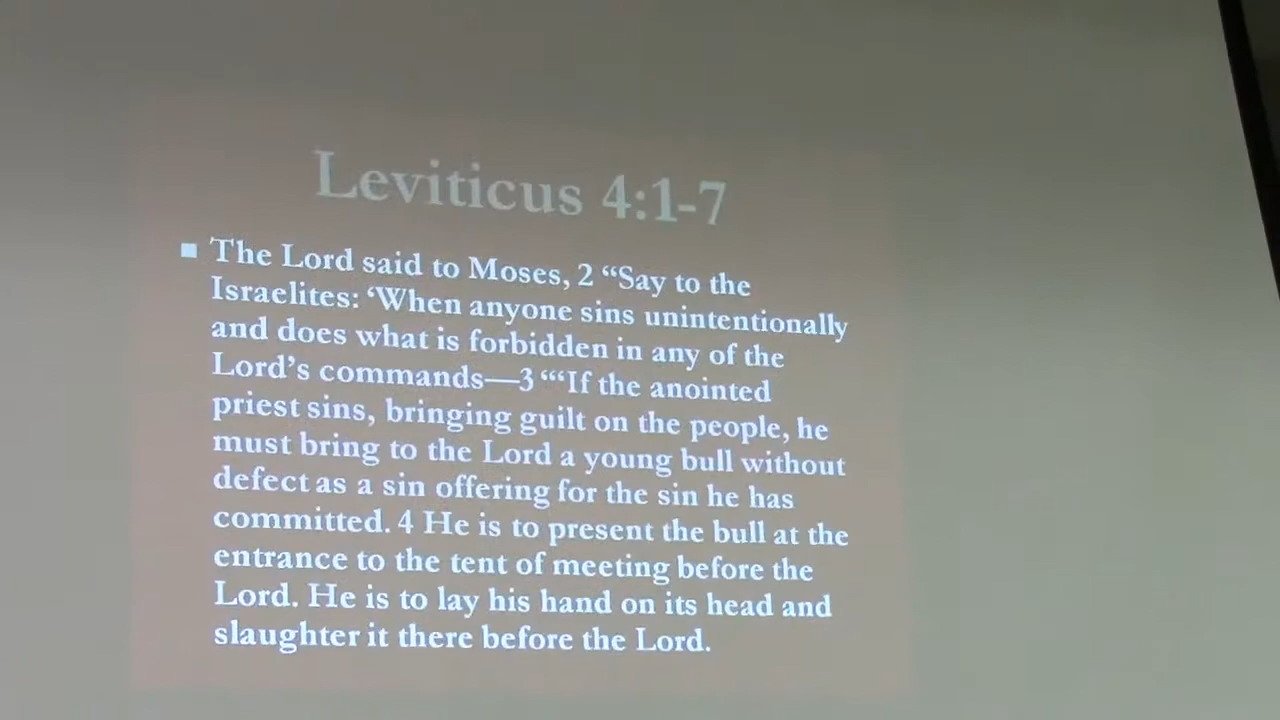 Leviticus 4:1-7
■ The Lord said to Moses, 2 “Say to the
Israelites: ‘When anyone sins unintentionally
and does what is forbidden in any of the
Lord’s commands—3 “‘If the anointed
priest sins, bringing guilt on the people, he
must bring to the Lord a young bull without
defect as a sin offering for the sin he has
committed. 4 He is to present the bull at the
entrance to the tent of meeting before the
Lord. He is to lay his hand on its head and
slaughter it there before the Lord.